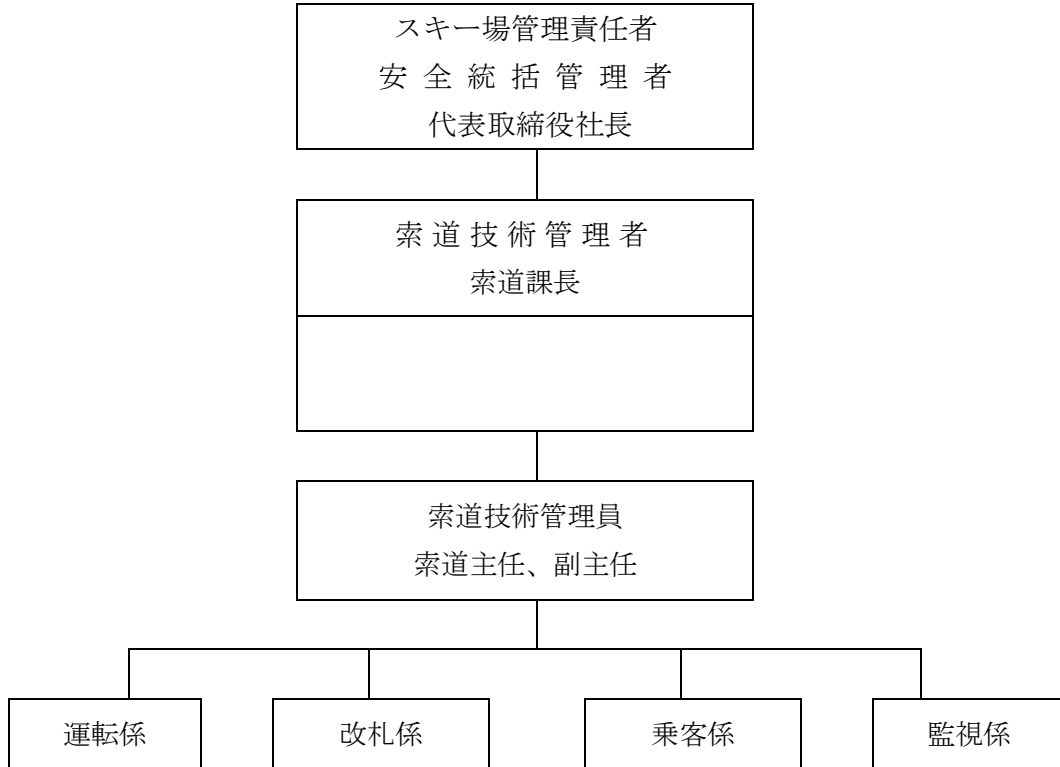 スキー場管理責任者
安全統括管理者
代表取締役社長
索道技術管理者
索道課長
索道技術管理員
索道主任、副主任
運転係
改札係
乗客係
監視係